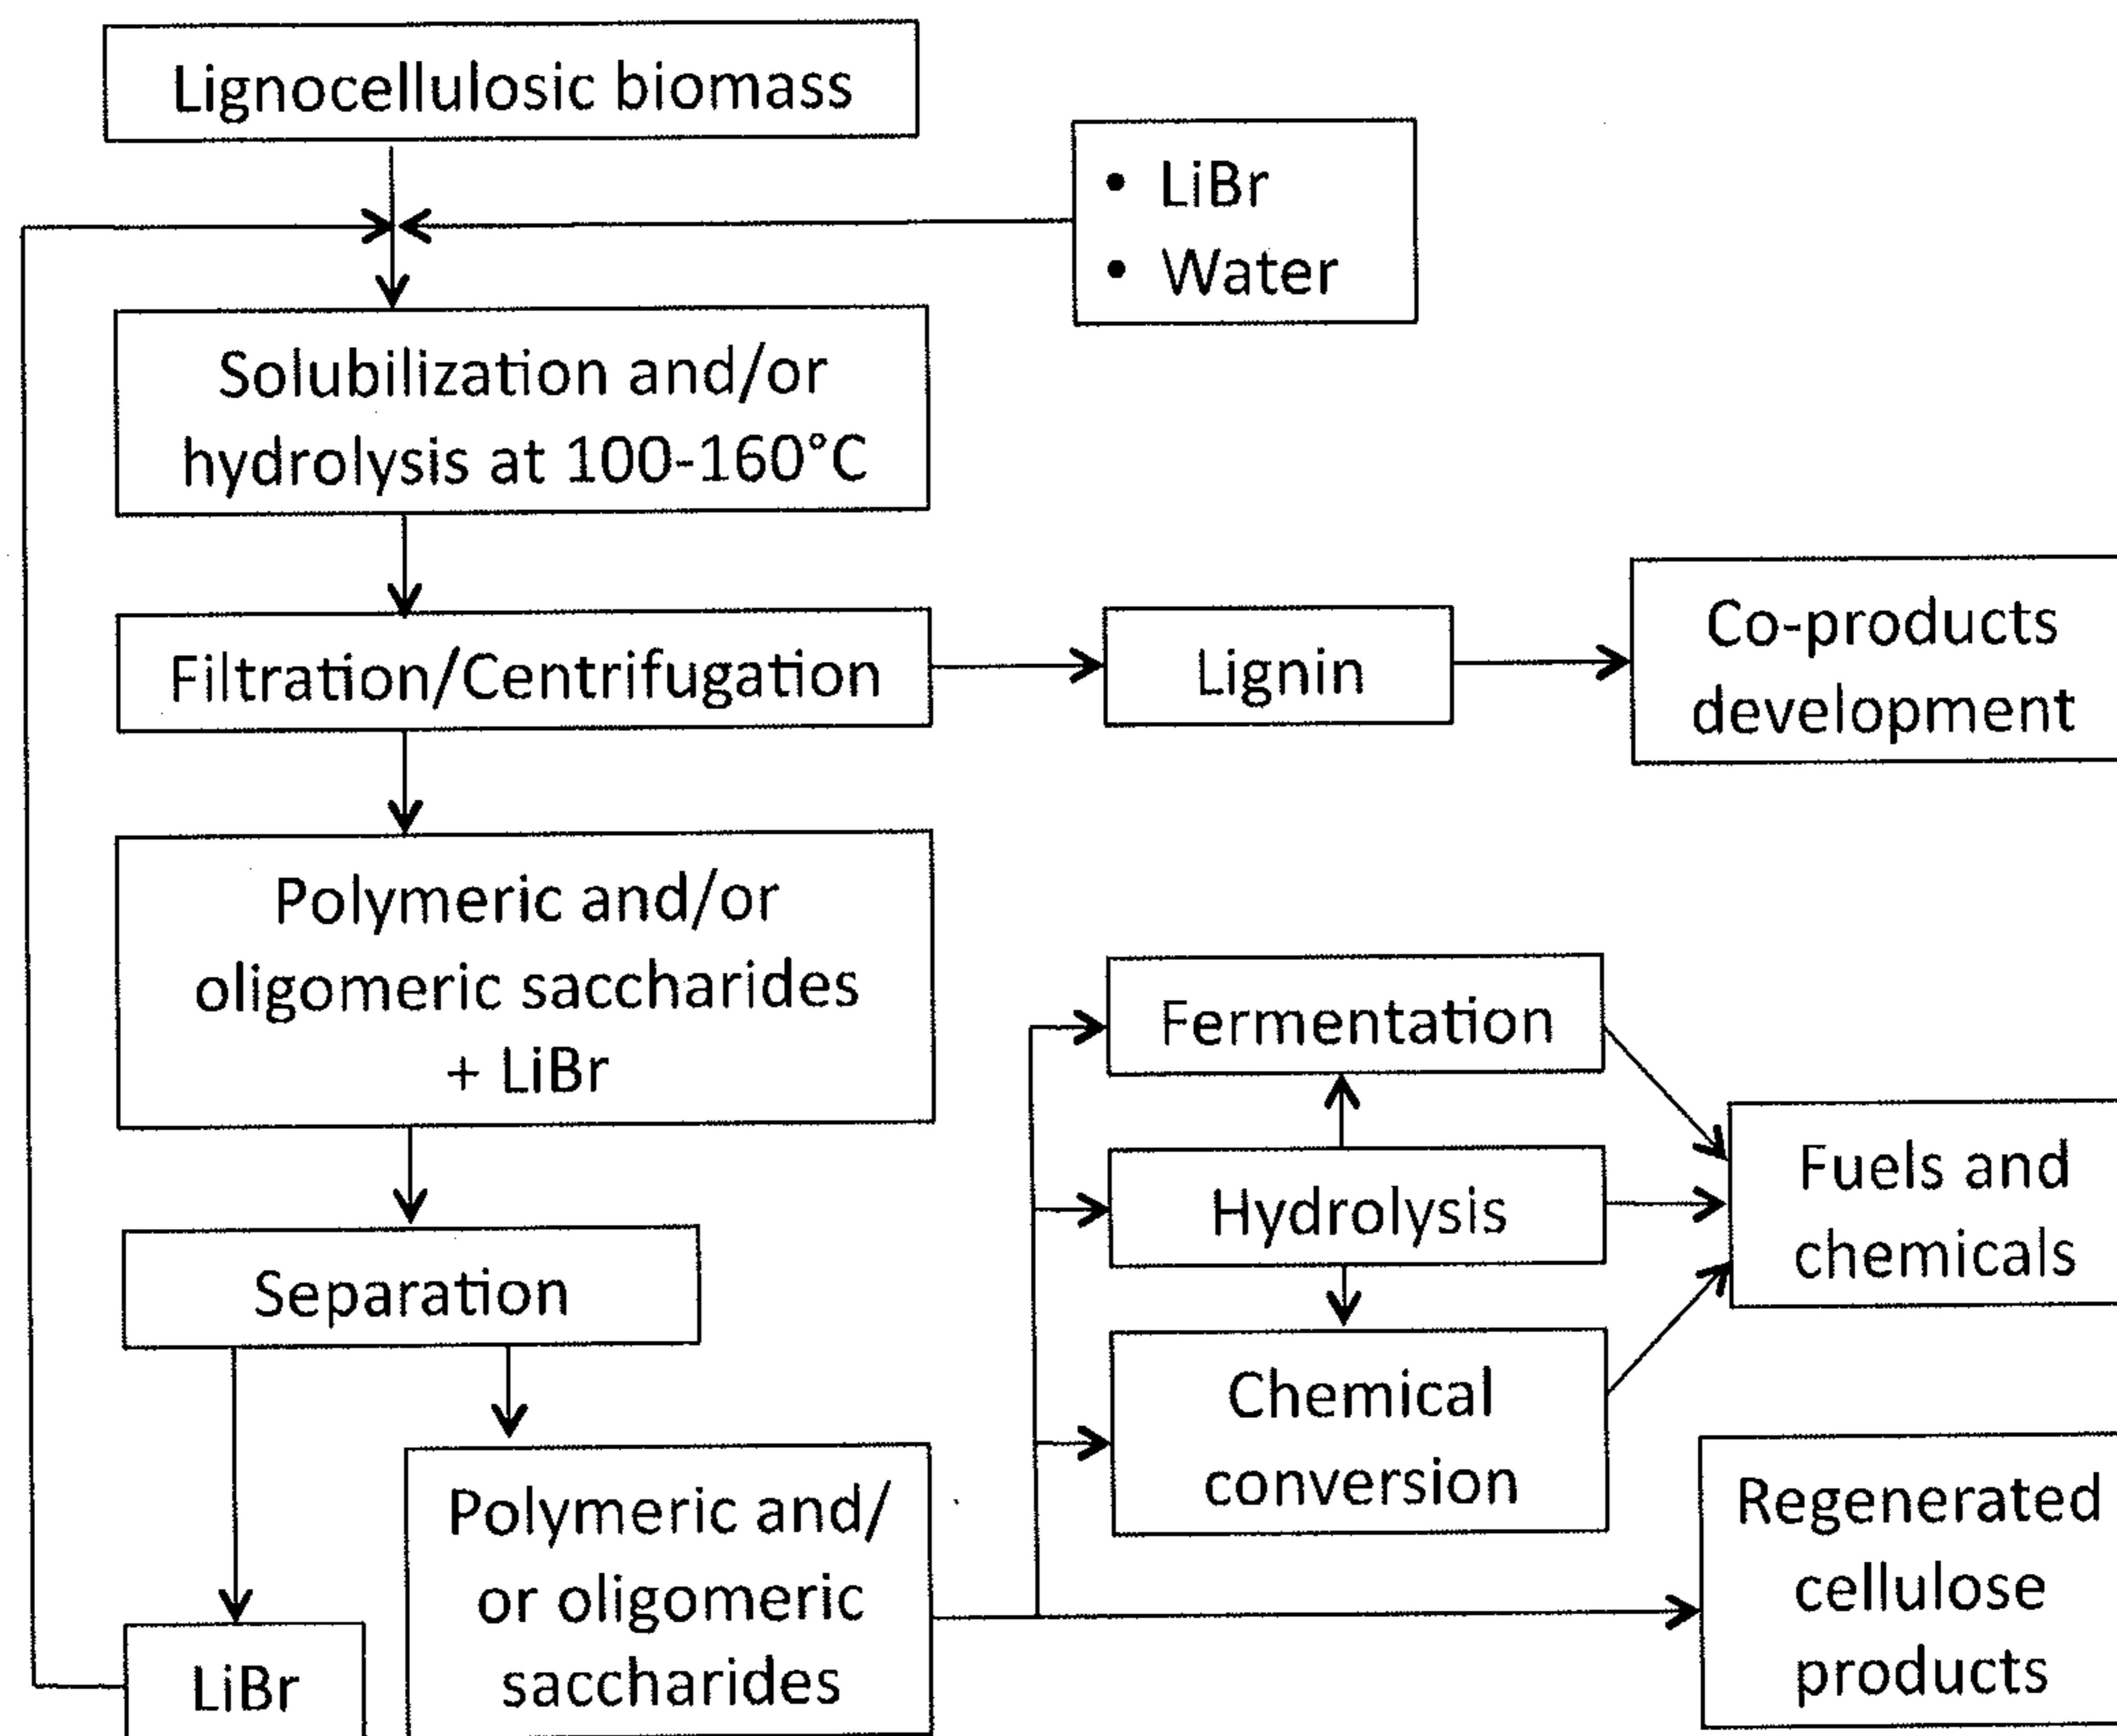 Lignocellulosic biomass
• LiBr
• Water
Solubilization and/or
hydrolysis at 100-160°C
Filtration/Centrifugation
Lignin
Co-products
development
Polymeric and/or
oligomeric saccharides
+ LiBr
Fermentation
Hydrolysis
Fuels and
chemicals
Separation
Chemical
conversion
Polymeric and/
or oligomeric
saccharides
Regenerated
cellulose
products
LiBr